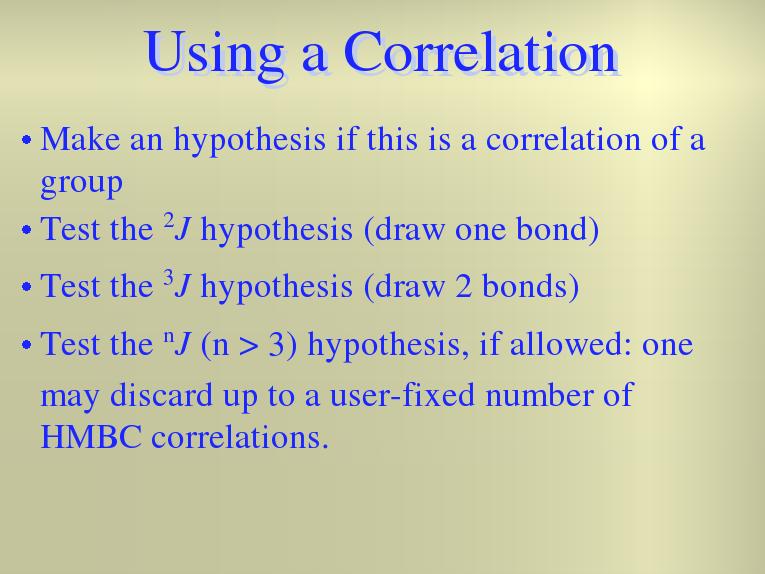 Using a Correlation
• Make an hypothesis if this is a correlation of a
group
• Test the ²J hypothesis (draw one bond)
• Test the ³J hypothesis (draw 2 bonds)
• Test the ⁿJ (n > 3) hypothesis, if allowed: one
may discard up to a user-fixed number of
HMBC correlations.